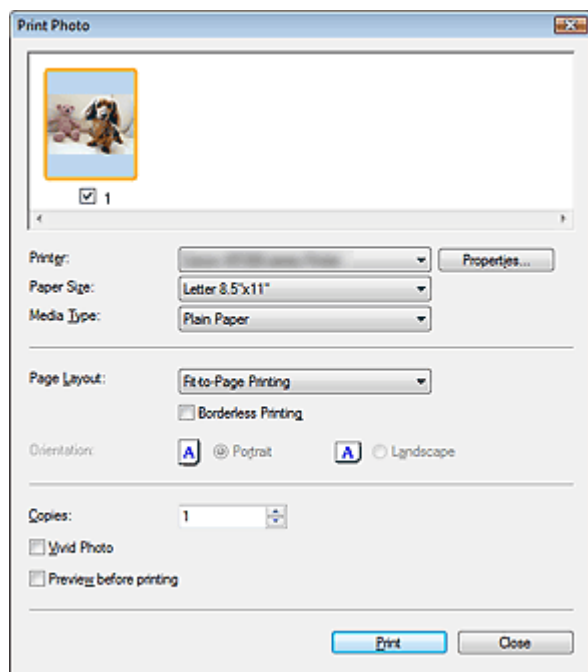 Print Photo
1
Printer:
Properties...
Paper Size: Letter 8.5"x11"
Media Type: Plain Paper
Page Layout: Fit-to-Page Printing
Borderless Printing
Orientation: A Portrait A Landscape
Copies: 1
Vivid Photo
Preview before printing
Print Close